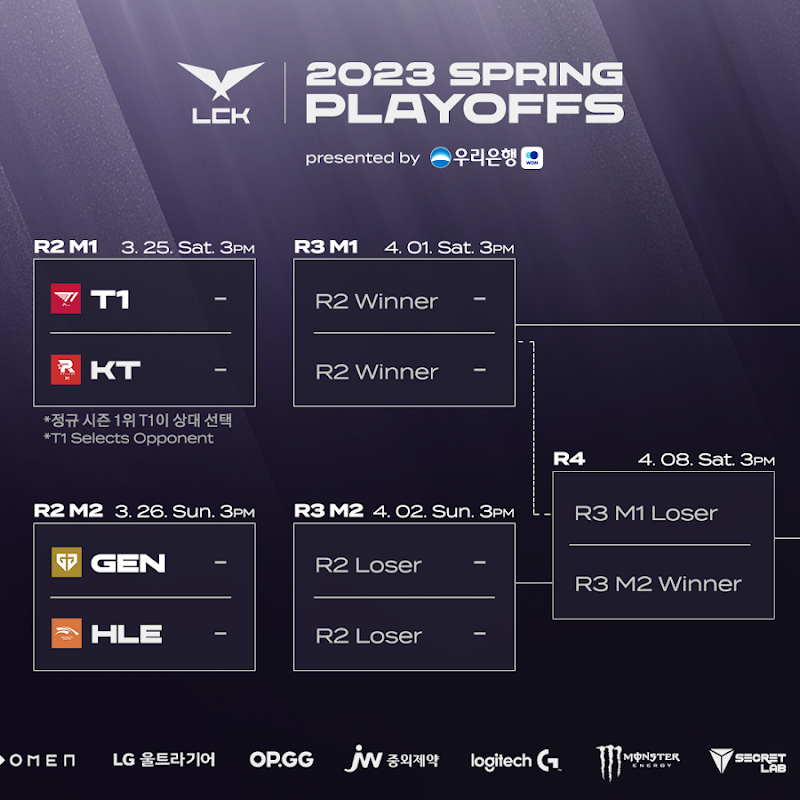 LCK
2023 SPRING
PLAYOFFS
presented by 우리은행 WON
R2 M1 3. 25. Sat. 3PM
T1 -
KT -
*정규 시즌 1위 T1이 상대 선택
*T1 Selects Opponent
R3 M1 4. 01. Sat. 3PM
R2 Winner -
R2 Winner -
R2 M2 3. 26. Sun. 3PM
GEN -
HLE -
R3 M2 4. 02. Sun. 3PM
R2 Loser -
R2 Loser -
R4 4. 08. Sat. 3PM
R3 M1 Loser
R3 M2 Winner
OMEN LG 울트라기어 OP.GG JW 중외제약 logitech G MONSTER ENERGY SECRET LAB